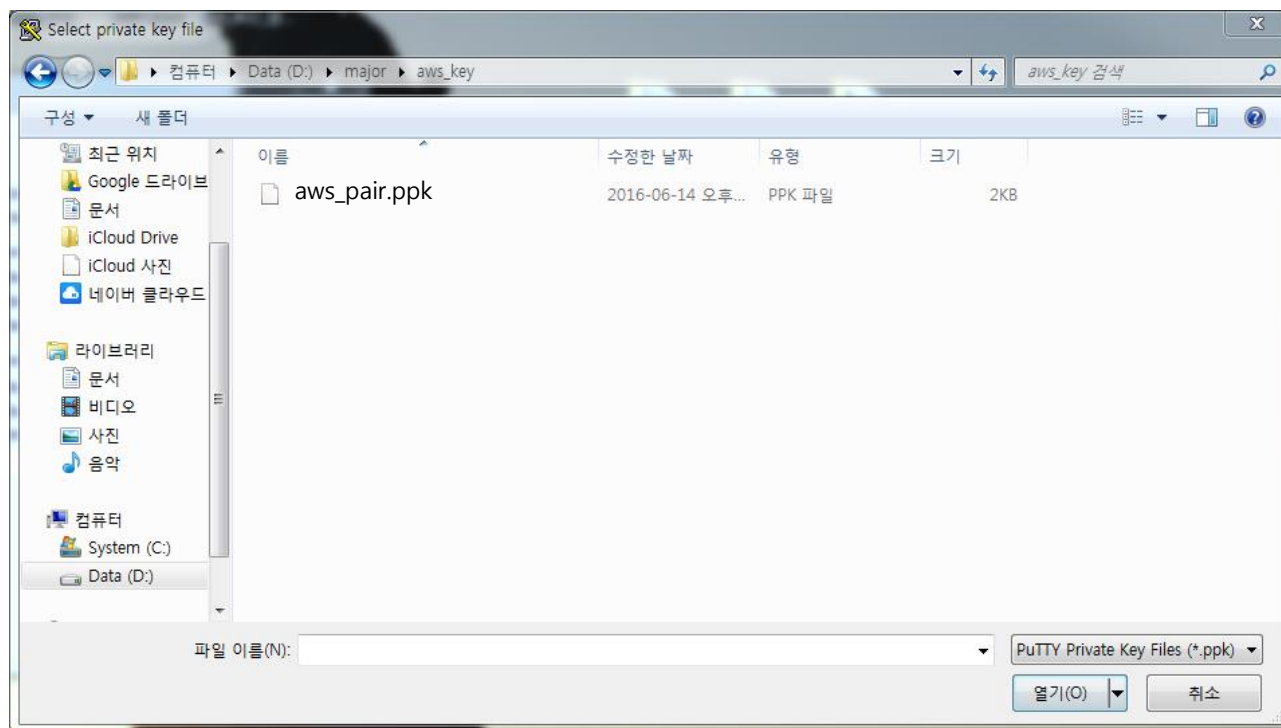 Select private key file
컴퓨터 Data (D:) major aws_key
aws_key 검색
구성 새 폴더
이름 수정한 날짜 유형 크기
aws_pair.ppk 2016-06-14 오후... PPK 파일 2KB
최근 위치
Google 드라이브
문서
iCloud Drive
iCloud 사진
네이버 클라우드
라이브러리
문서
비디오
사진
음악
컴퓨터
System (C:)
Data (D:)
파일 이름(N):
PuTTY Private Key Files (*.ppk)
열기(O) 취소